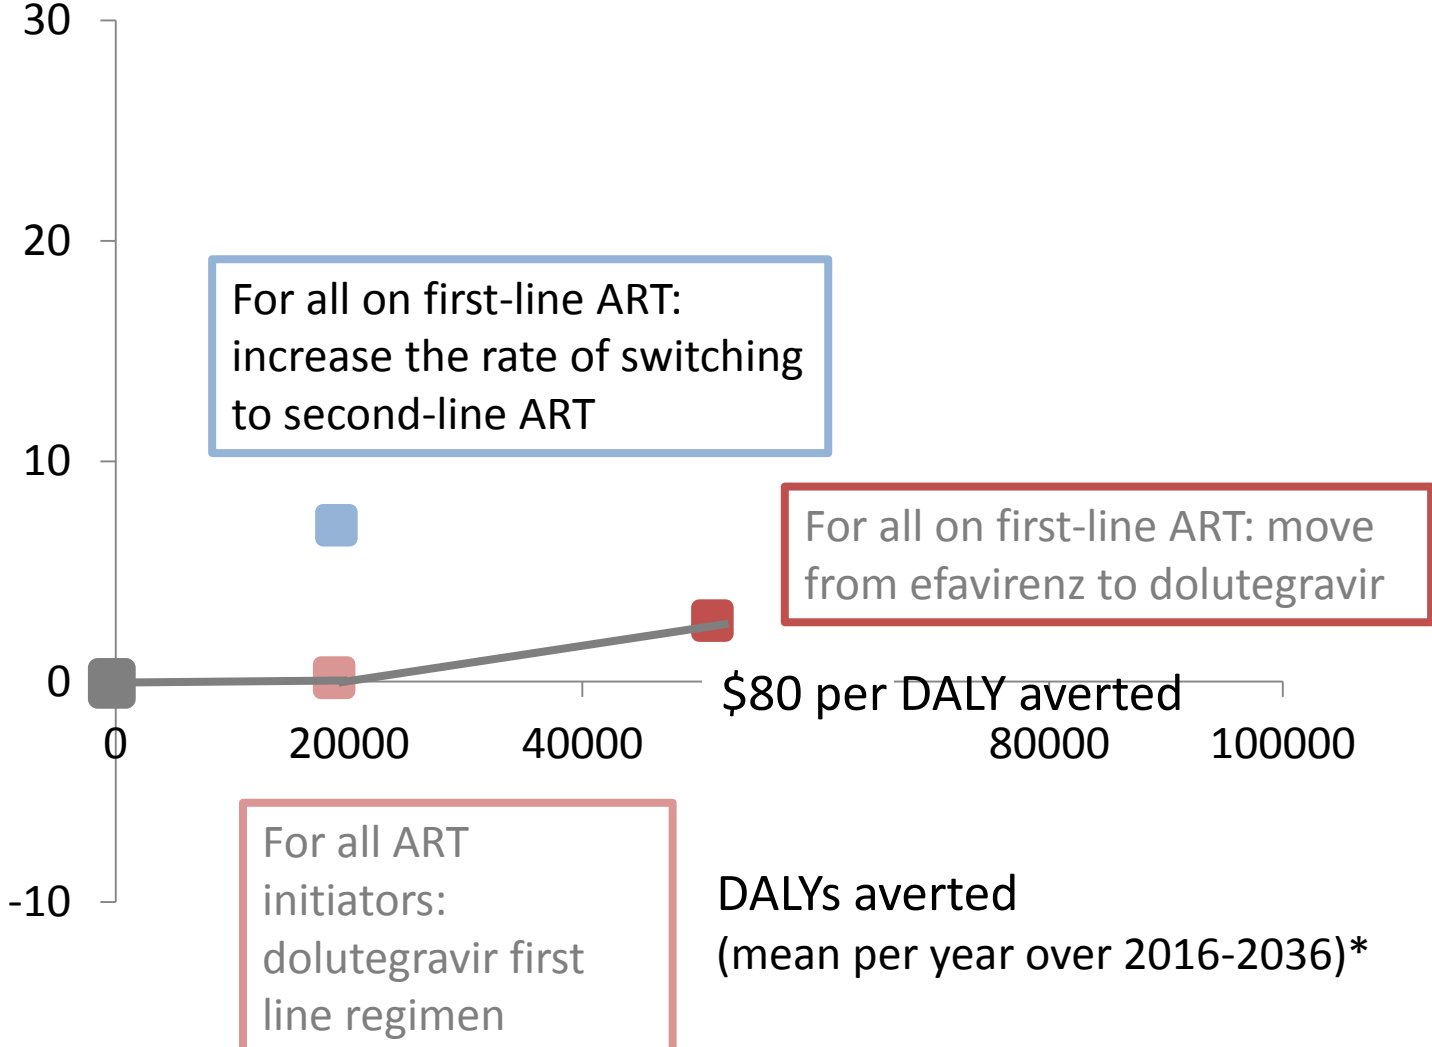 30
20
For all on first-line ART:
increase the rate of switching
to second-line ART
10
For all on first-line ART: move
from efavirenz to dolutegravir
0
$80 per DALY averted
0
20000
40000
80000
100000
For all ART
initiators:
dolutegravir first
line regimen
-10
DALYs averted
(mean per year over 2016-2036)*